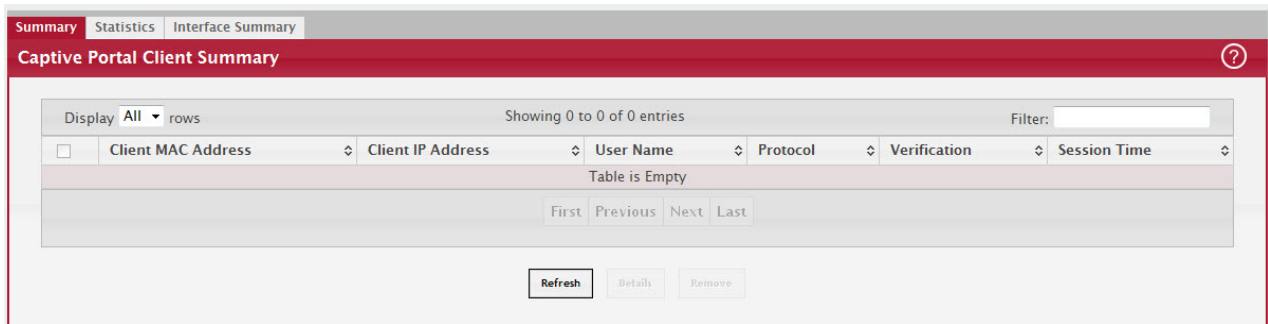 Summary Statistics Interface Summary
Captive Portal Client Summary ?
Display All rows Showing 0 to 0 of 0 entries Filter:
Client MAC Address Client IP Address User Name Protocol Verification Session Time
Table is Empty
First Previous Next Last
Refresh Details Remove